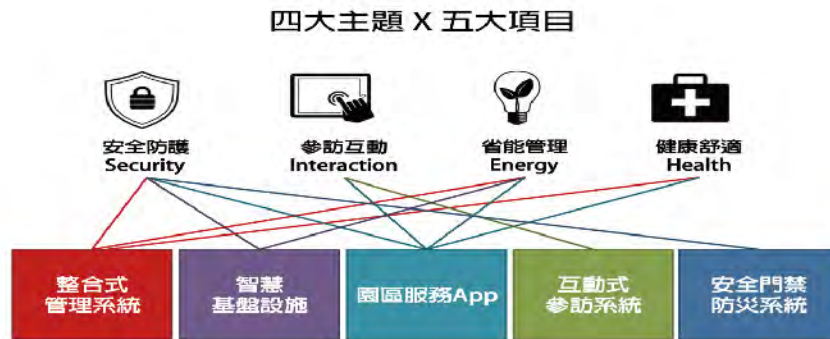 四大主題 X 五大項目
安全防護
Security
參訪互動
Interaction
省能管理
Energy
健康舒適
Health
整合式
管理系統
智慧
基盤設施
園區服務App
互動式
參訪系統
安全門禁
防災系統